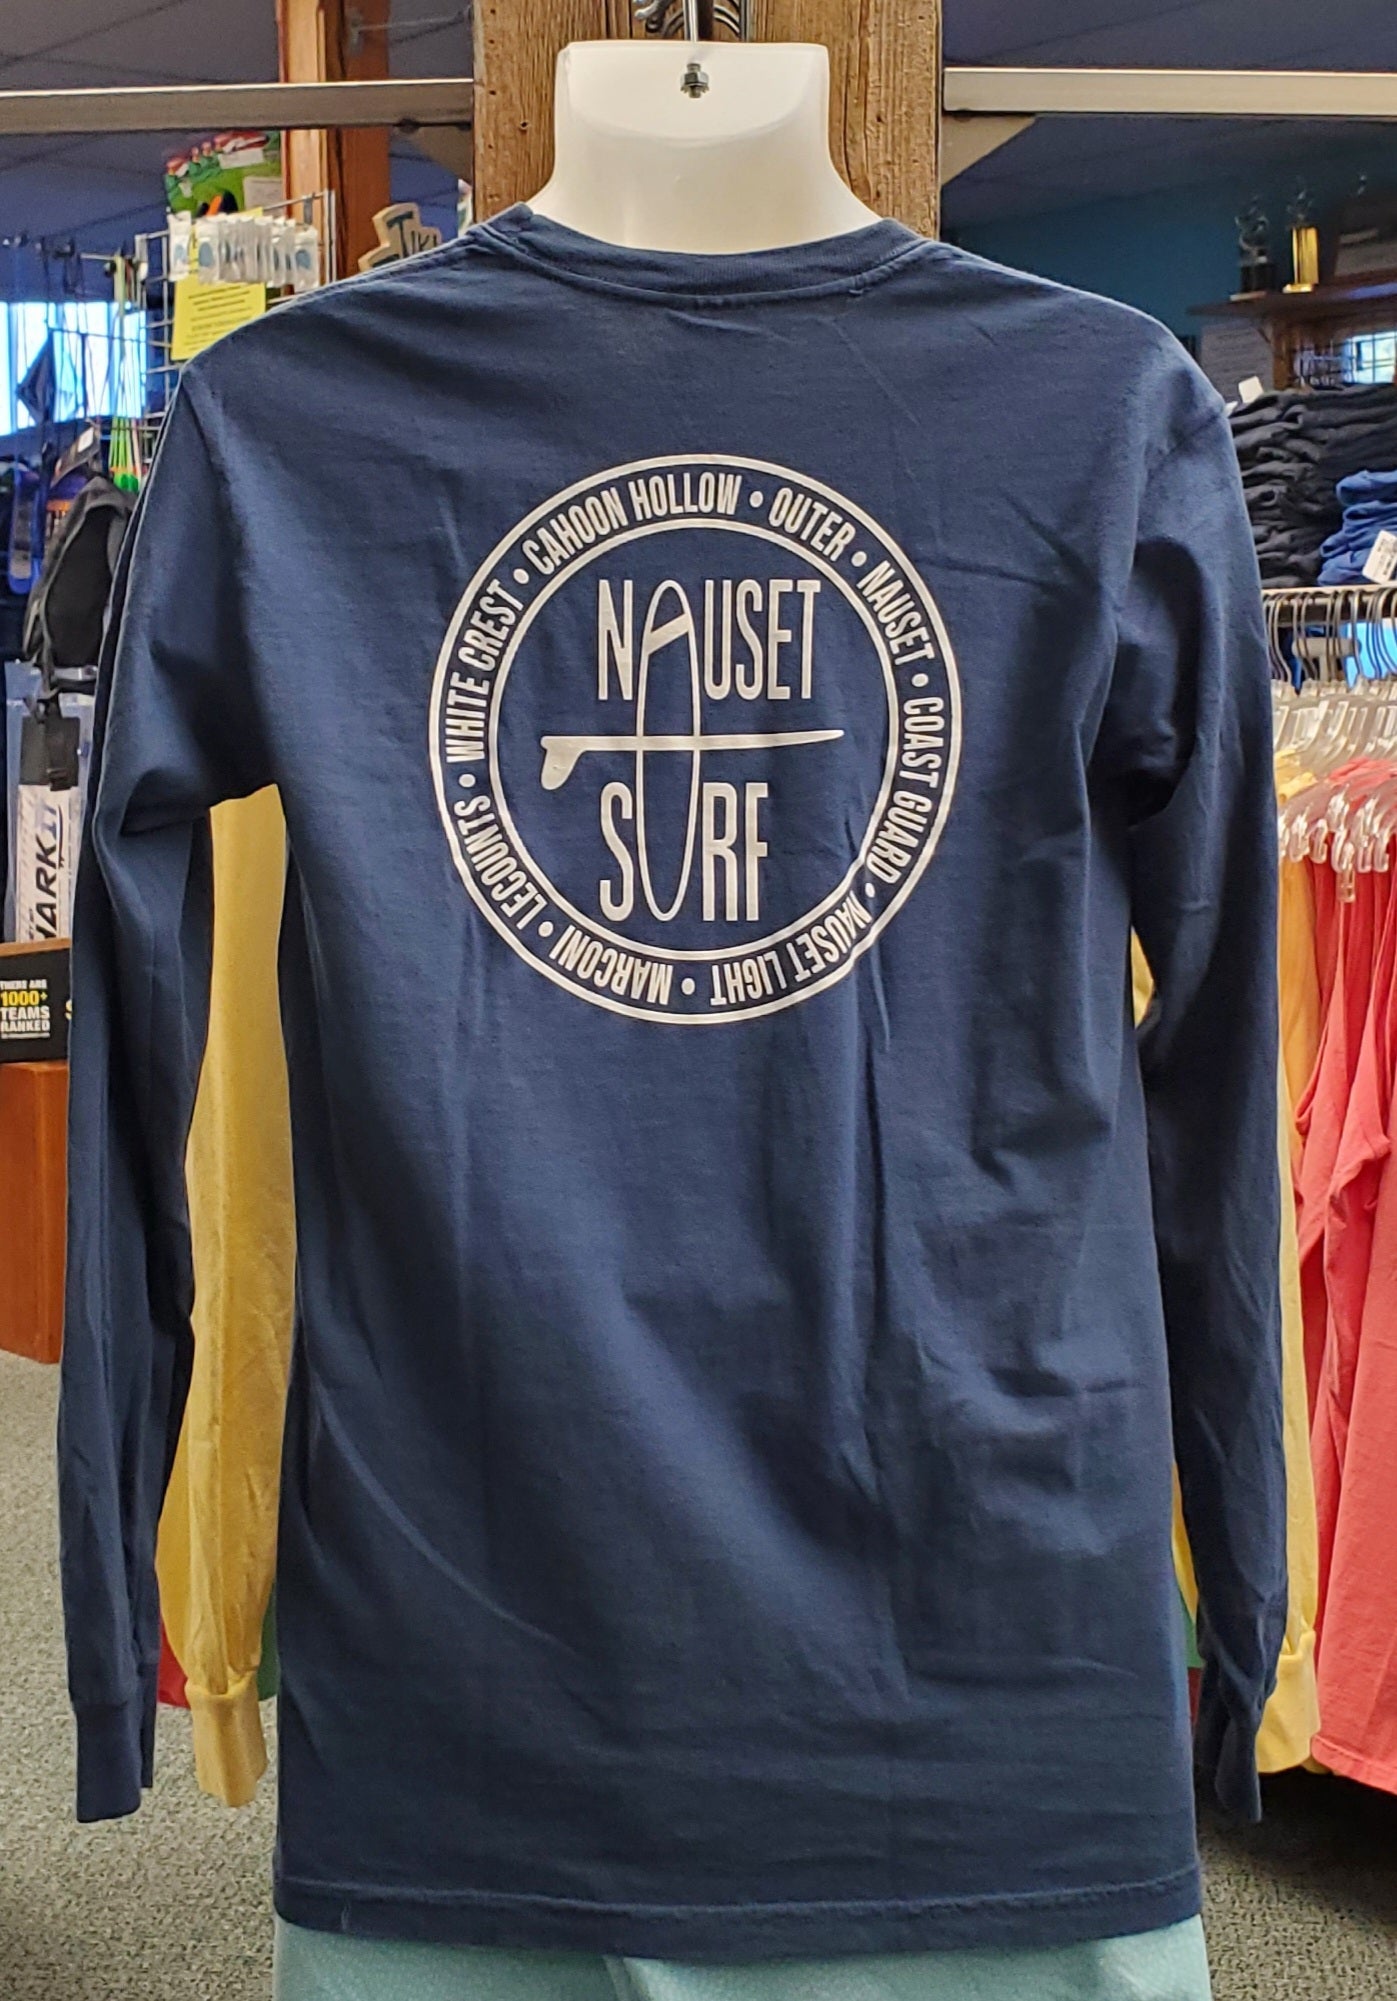 WHITE CREST • CAHOON HOLLOW • OUTER • NAUSET • COAST GUARD • NAUSET LIGHT • MARCONI • LECOUNTS •
NAUSET
SURF
TIKI
THERE ARE
1000+
TEAMS
RANKED